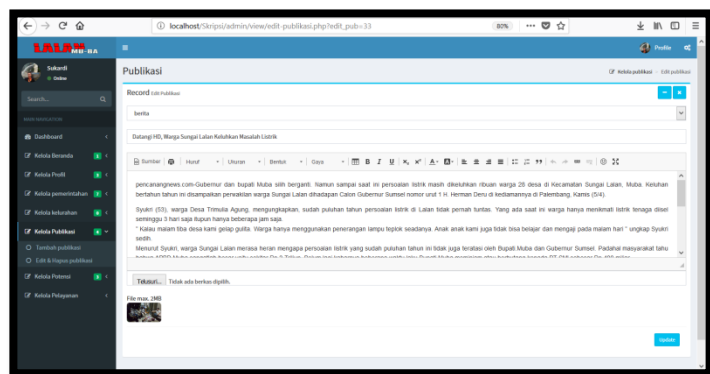 localhost/Skripsi/admin/view/edit-publikasi.php?edit_pub=33
80%
LALAN MB-BA
Profile
Sukardi
Online
Publikasi
Kelola publikasi
Edit publikasi
Search...
Record Edit Publikasi
MAIN NAVIGATION
berita
Dashboard
Datangi HD, Warga Sungai Lalan Keluhkan Masalah Listrik
Kelola Beranda
Kelola Profil
Kelola pemerintahan
Kelola kelurahan
Kelola Publikasi
Tambah publikasi
Edit & Hapus publikasi
Kelola Potensi
Kelola Pelayanan
Sumber
Huruf
Ukuran
Bentuk
Gaya
pencanangnews.com-Gubernur dan bupati Muba silih berganti. Namun sampai saat ini persoalan listrik masih dikeluhkan ribuan warga 28 desa di Kecamatan Sungai Lalan, Muba. Keluhan
bertahun tahun ini disampaikan perwakilan warga Sungai Lalan dihadapan Calon Gubernur Sumsel nomor urut 1 H. Herman Deru di kediamannya di Palembang, Kamis (5/4).
Syukri (53), warga Desa Trimulia Agung, mengungkapkan, sudah puluhan tahun persoalan listrik di Lalan tidak pernah tuntas. Yang ada saat ini warga hanya menikmati listrik tenaga disel
seminggu 3 hari saja itupun hanya beberapa jam saja.
" Kalau malam tiba desa kami gelap gulita. Warga hanya menggunakan penerangan lampu teplok seadanya. Anak anak kami juga tidak bisa belajar dan mengaji pada malam hari " ungkap Syukri
sedih.
Menurut Syukri, warga Sungai Lalan merasa heran mengapa persoalan listrik yang sudah puluhan tahun ini tidak juga teratasi oleh Bupati Muba dan Gubernur Sumsel. Padahal masyarakat tahu
Telusuri... Tidak ada berkas dipilih.
File max. 2MB
Update